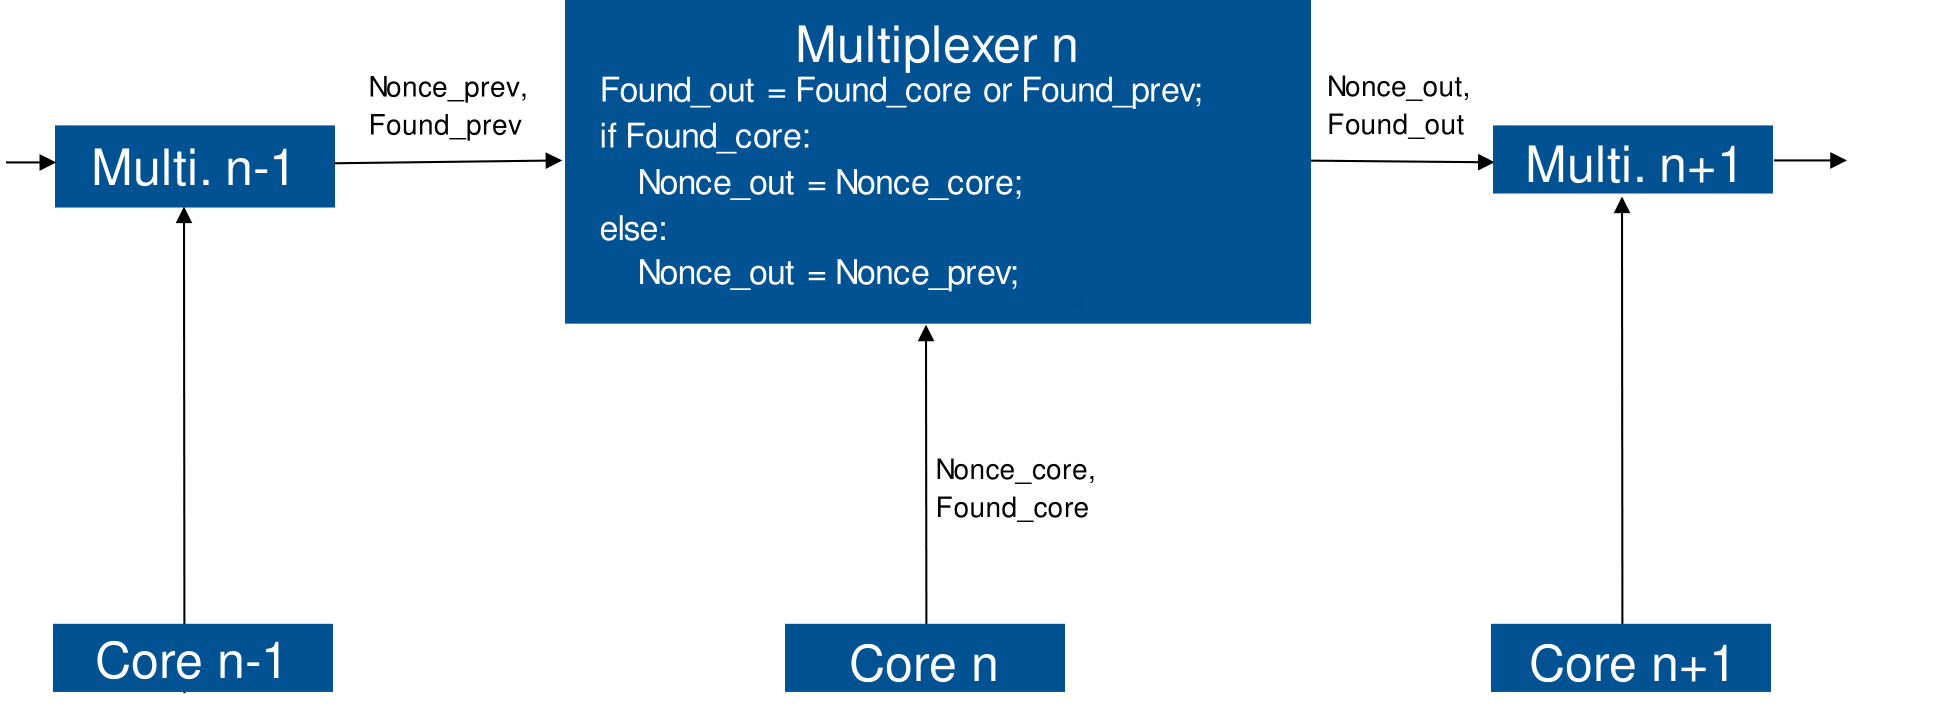 Multiplexer n
Found_out = Found_core or Found_prev;
if Found_core:
Nonce_out = Nonce_core;
else:
Nonce_out = Nonce_prev;
Nonce_prev,
Found_prev
Nonce_out,
Found_out
Multi. n-1
Multi. n+1
Nonce_core,
Found_core
Core n-1
Core n
Core n+1